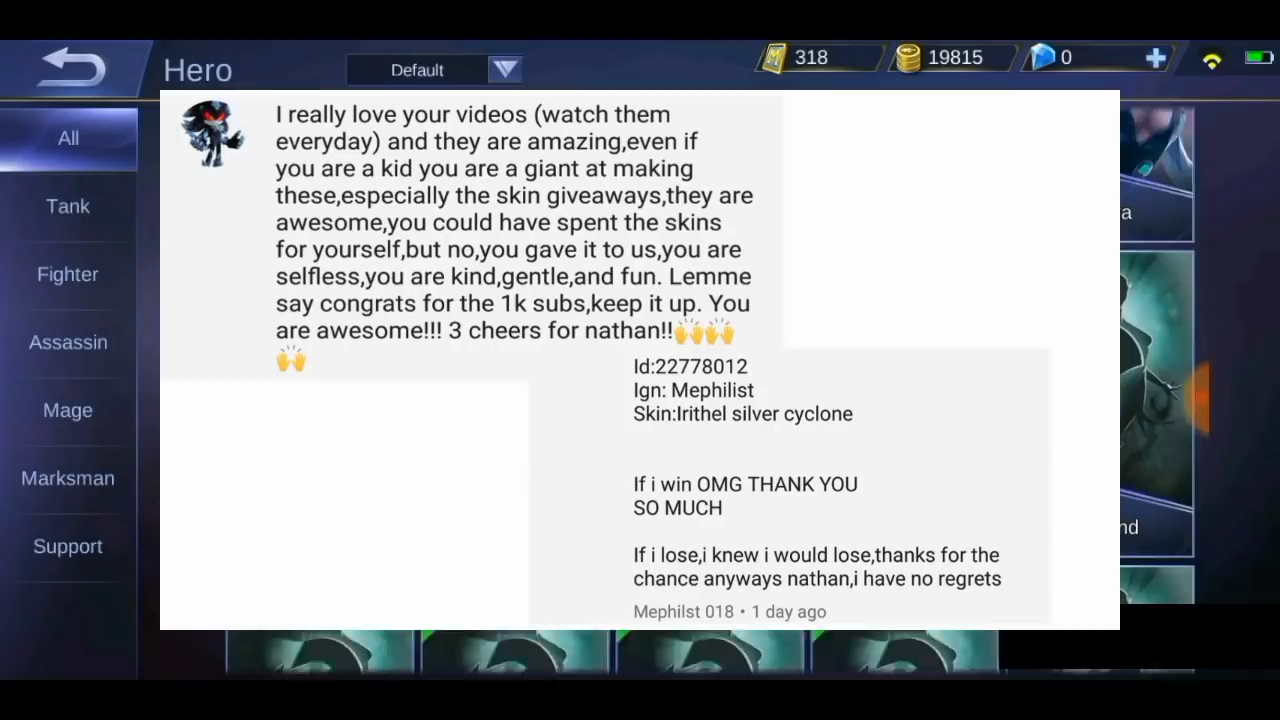 Hero
Default
318
19815
0
All
Tank
Fighter
Assassin
Mage
Marksman
Support
I really love your videos (watch them
everyday) and they are amazing,even if
you are a kid you are a giant at making
these,especially the skin giveaways,they are
awesome,you could have spent the skins
for yourself,but no,you gave it to us,you are
selfless,you are kind,gentle,and fun. Lemme
say congrats for the 1k subs,keep it up. You
are awesome!!! 3 cheers for nathan!!🙌🙌
🙌
Id:22778012
Ign: Mephilist
Skin:Irithel silver cyclone
If i win OMG THANK YOU
SO MUCH
If i lose,i knew i would lose,thanks for the
chance anyways nathan,i have no regrets
Mephilst 018 • 1 day ago